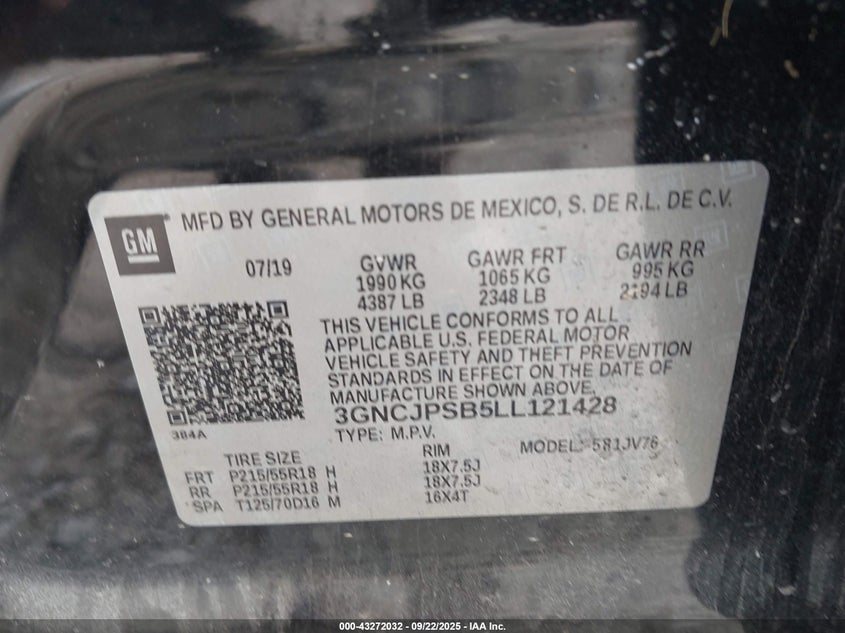 GM
MFD BY GENERAL MOTORS DE MEXICO, S. DE R.L. DE C.V.
07/19 GVWR GAWR FRT GAWR RR
1990 KG 1065 KG 995 KG
4387 LB 2348 LB 2194 LB
THIS VEHICLE CONFORMS TO ALL
APPLICABLE U.S. FEDERAL MOTOR
VEHICLE SAFETY AND THEFT PREVENTION
STANDARDS IN EFFECT ON THE DATE OF
MANUFACTURE SHOWN ABOVE.
3GNCJPSB5LL121428
384A
TYPE: M.P.V. MODEL: 581JV76
TIRE SIZE RIM
FRT P215/55R18 H 18X7.5J
RR P215/55R18 H 18X7.5J
SPA T125/70D16 M 16X4T
000-43272032 - 09/22/2025 - IAA Inc.